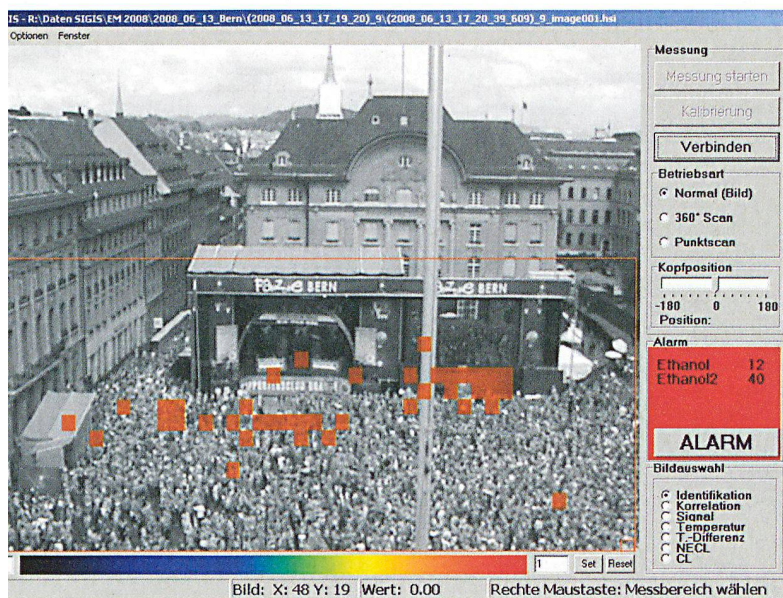 IS - R:\Daten SIGIS\EM 2008\2008_06_13_Bern\(2008_06_13_17_19_20)_9\(2008_06_13_17_20_39_609)_9_image001.hsi
Optionen Fenster
BERN
BERN
Messung
Messung starten
Kalibrierung
Verbinden
Betriebsart
Normal (Bild)
360° Scan
Punktscan
Kopfposition
-180 0 180
Position:
Alarm
Ethanol 12
Ethanol2 40
ALARM
Bildauswahl
Identifikation
Korrelation
Signal
Temperatur
T.-Differenz
NECL
CL
1 Set Reset
Bild: X: 48 Y: 19 Wert: 0.00 Rechte Maustaste: Messbereich wählen